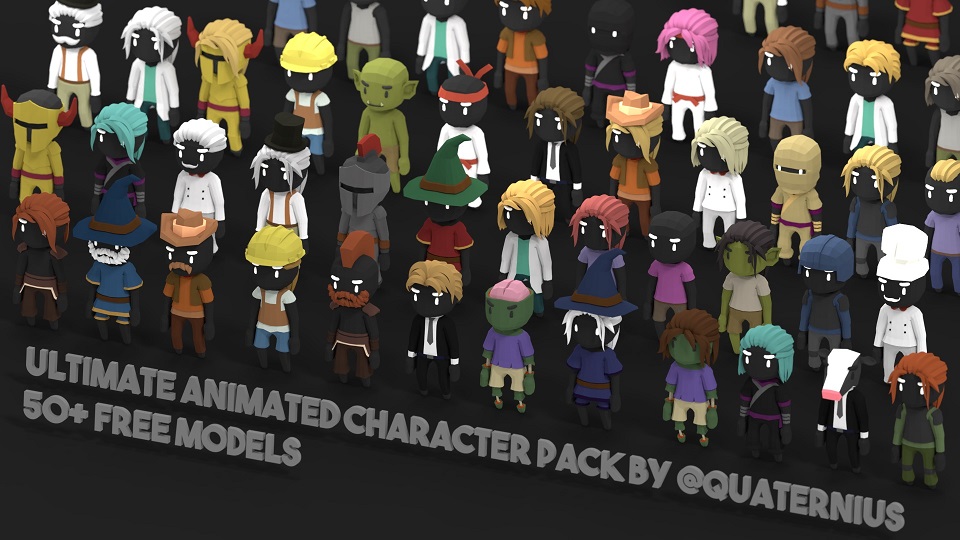 ULTIMATE ANIMATED CHARACTER PACK BY @QUATERNIUS
50+ FREE MODELS